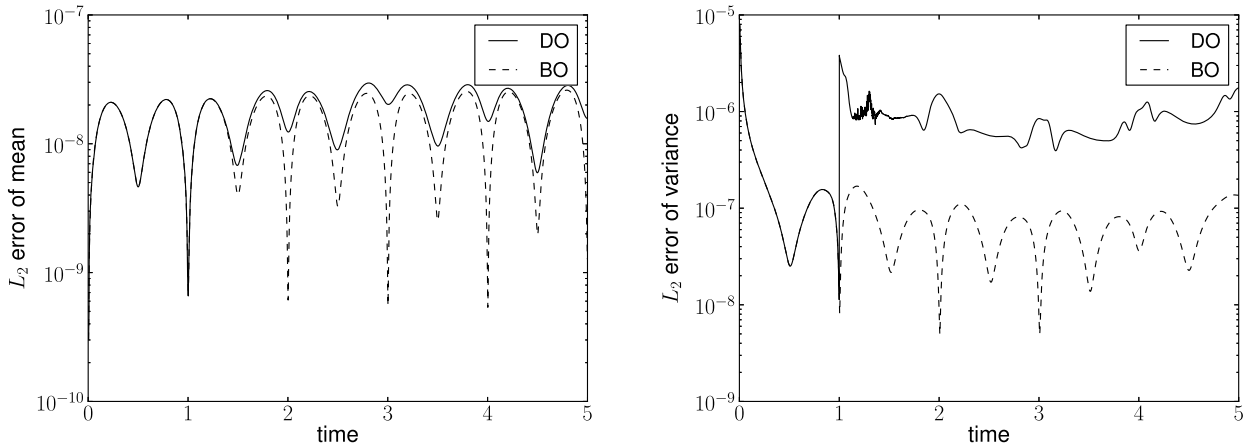 10^{-7}
10^{-8}
10^{-9}
10^{-10}
L_2 error of mean
0 1 2 3 4 5
time
DO
BO
10^{-5}
10^{-6}
10^{-7}
10^{-8}
10^{-9}
L_2 error of variance
0 1 2 3 4 5
time
DO
BO